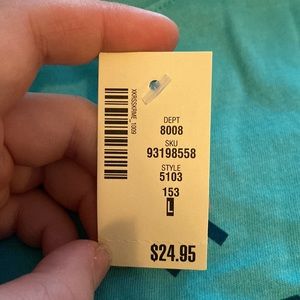 DEPT
8008
SKU
93198558
STYLE
5103
153
L
$24.95